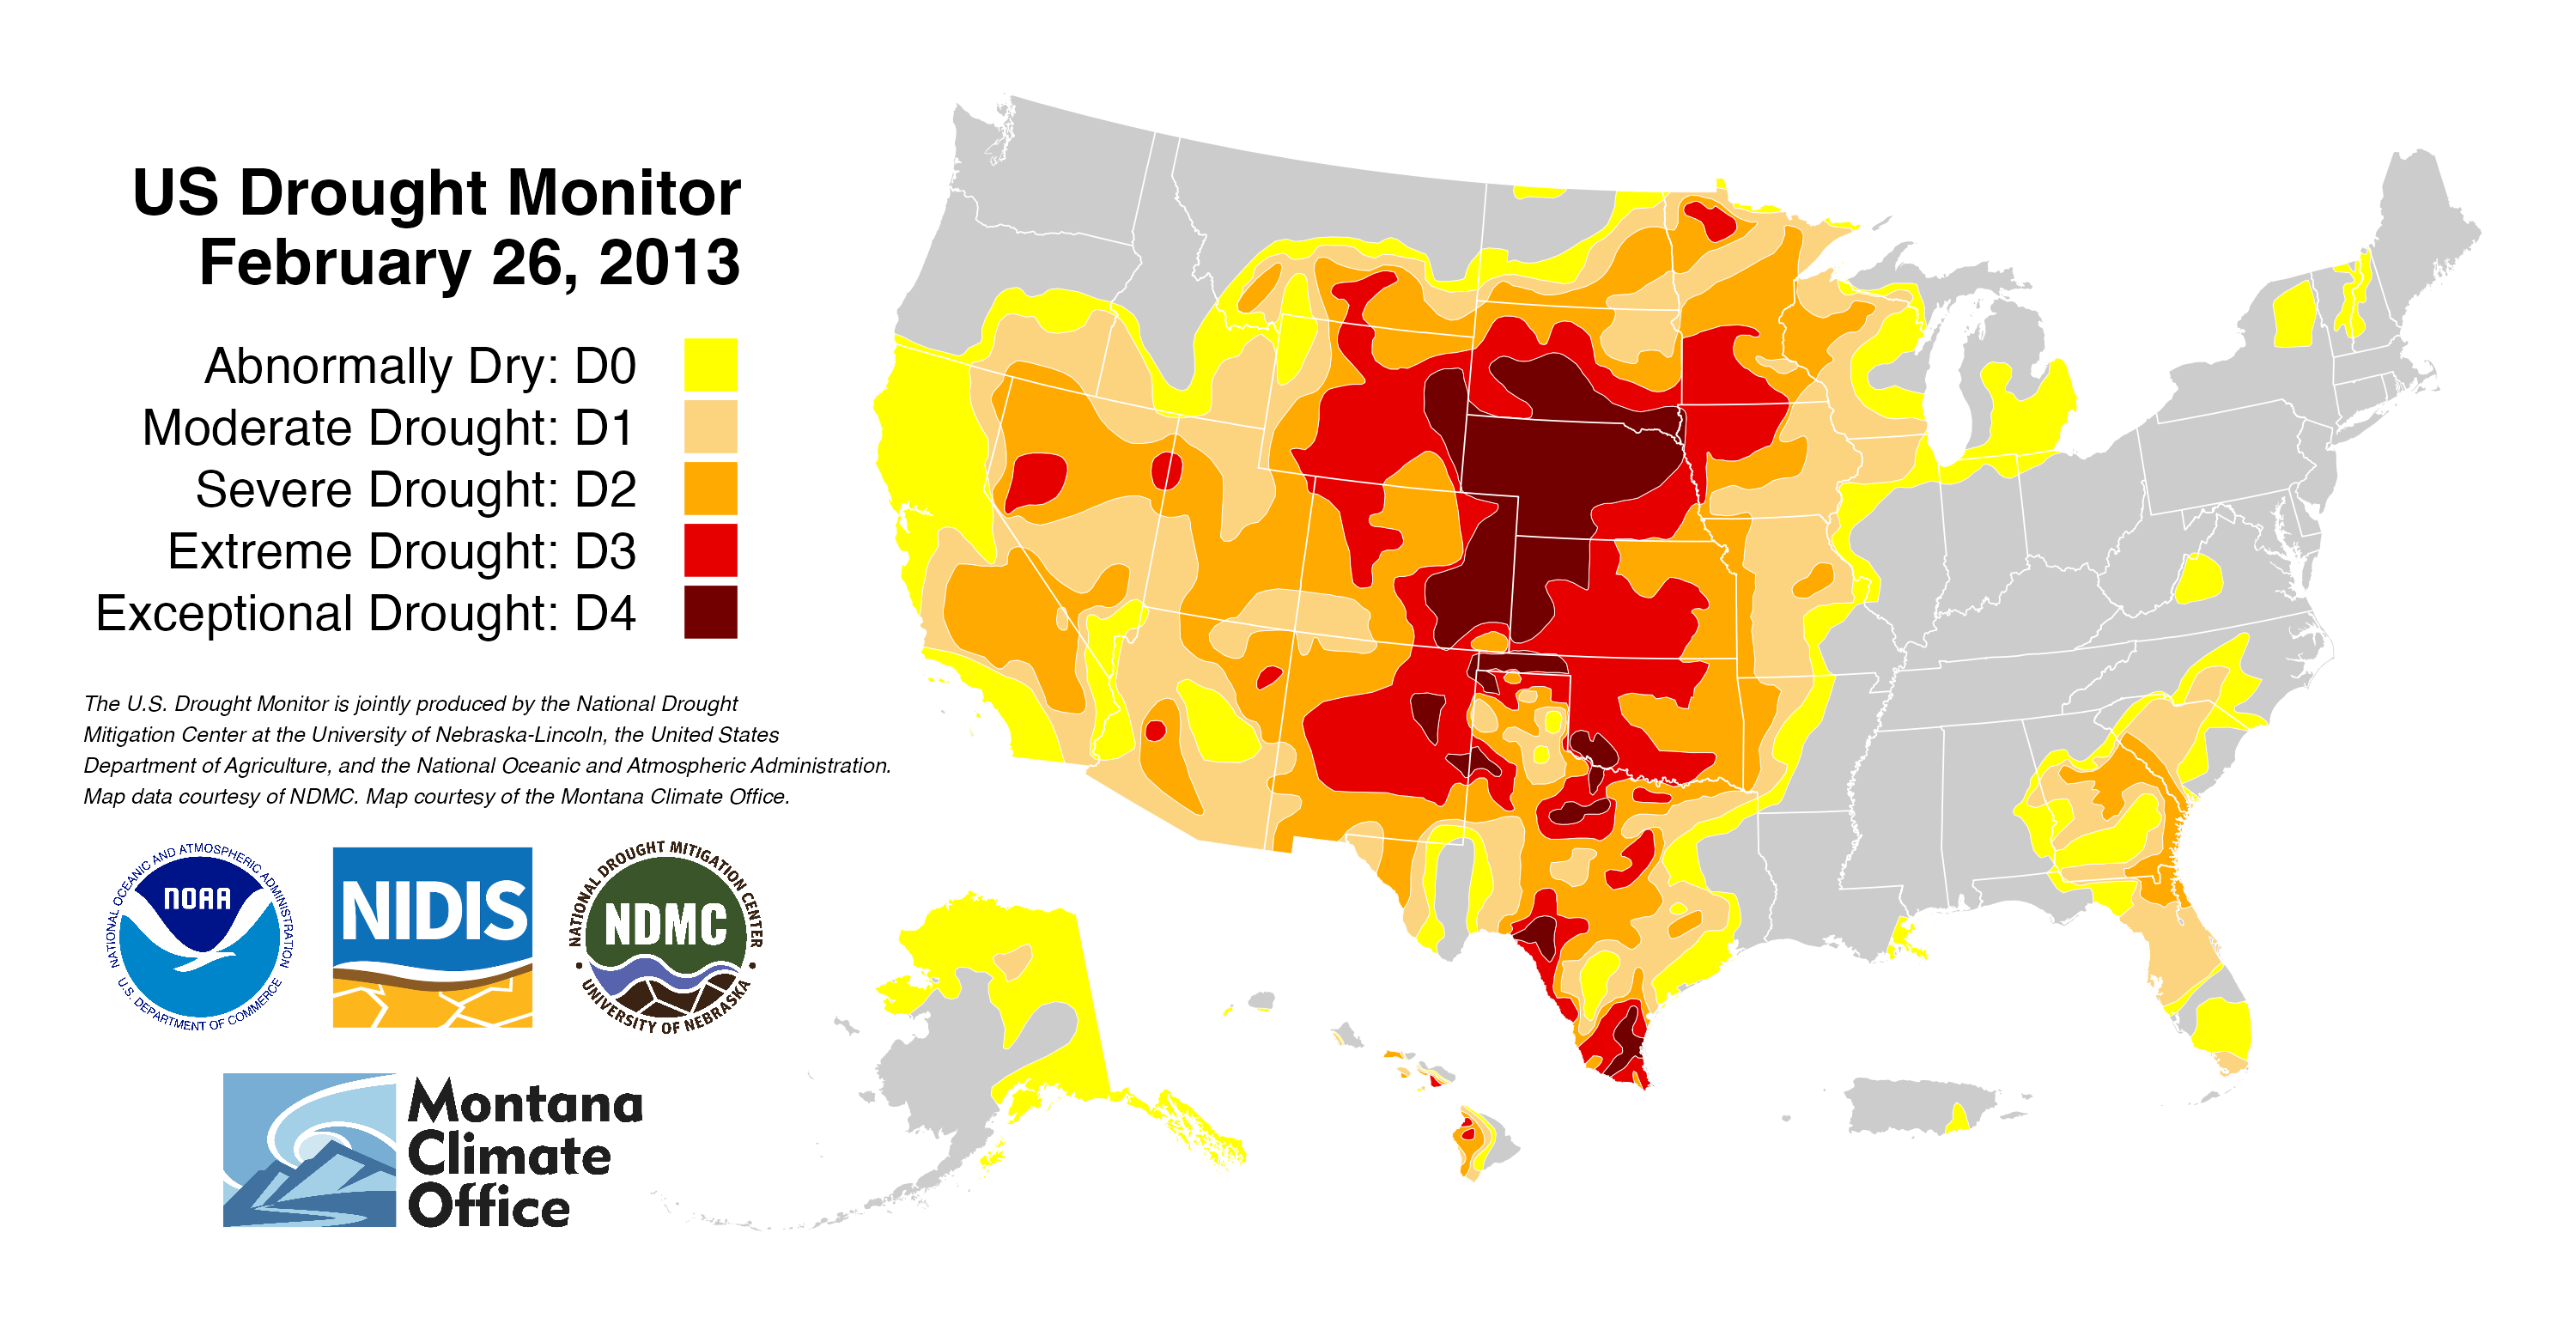 US Drought Monitor
February 26, 2013
Abnormally Dry: D0
Moderate Drought: D1
Severe Drought: D2
Extreme Drought: D3
Exceptional Drought: D4
The U.S. Drought Monitor is jointly produced by the National Drought
Mitigation Center at the University of Nebraska-Lincoln, the United States
Department of Agriculture, and the National Oceanic and Atmospheric Administration.
Map data courtesy of NDMC. Map courtesy of the Montana Climate Office.
NATIONAL OCEANIC AND ATMOSPHERIC ADMINISTRATION
NOAA
U.S. DEPARTMENT OF COMMERCE
NIDIS
NATIONAL DROUGHT MITIGATION CENTER
NDMC
UNIVERSITY OF NEBRASKA
Montana
Climate
Office